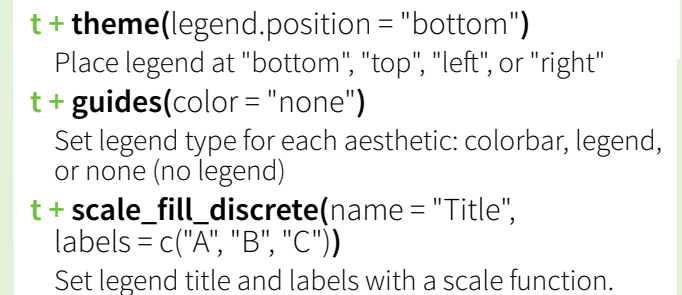 t + theme(legend.position = "bottom")
Place legend at "bottom", "top", "left", or "right"
t + guides(color = "none")
Set legend type for each aesthetic: colorbar, legend,
or none (no legend)
t + scale_fill_discrete(name = "Title",
labels = c("A", "B", "C"))
Set legend title and labels with a scale function.